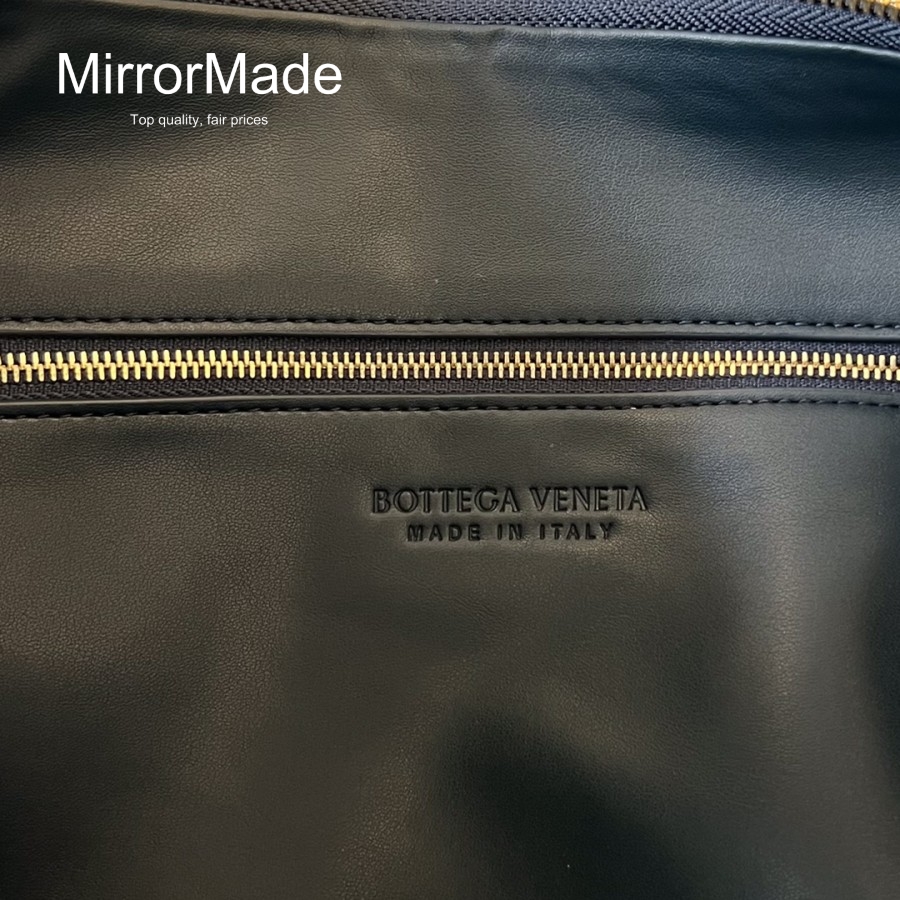 MirrorMade
Top quality, fair prices
BOTTEGA VENETA
MADE IN ITALY